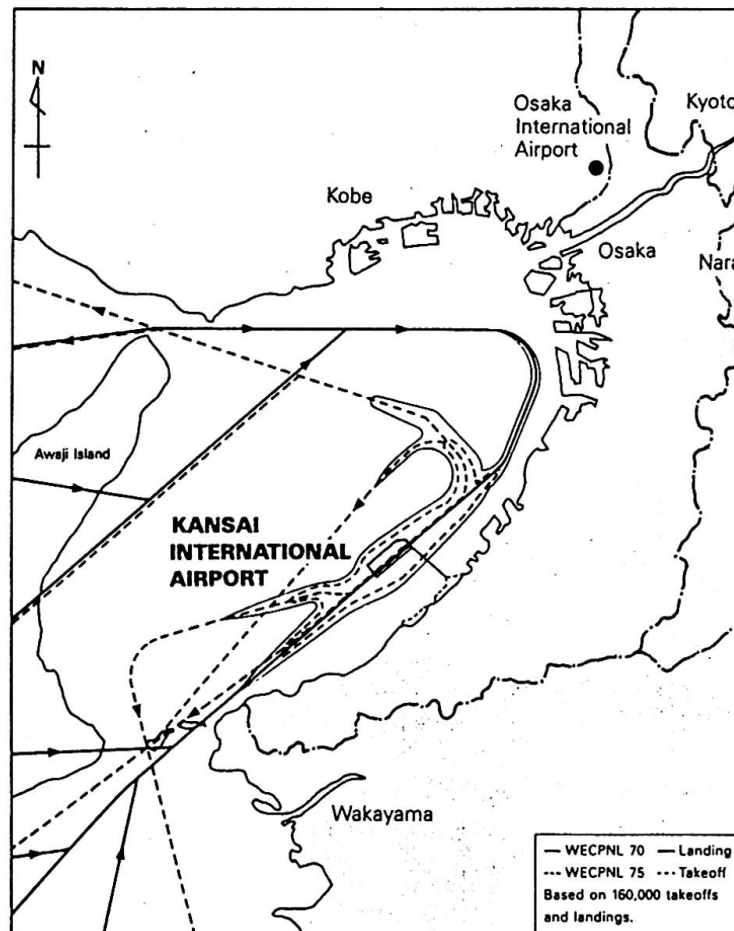 N
Osaka
International
Airport
Kyoto
Kobe
Osaka
Nara
Awaji Island
KANSAI
INTERNATIONAL
AIRPORT
Wakayama
WECPNL 70 Landing
WECPNL 75 Takeoff
Based on 160,000 takeoffs
and landings.